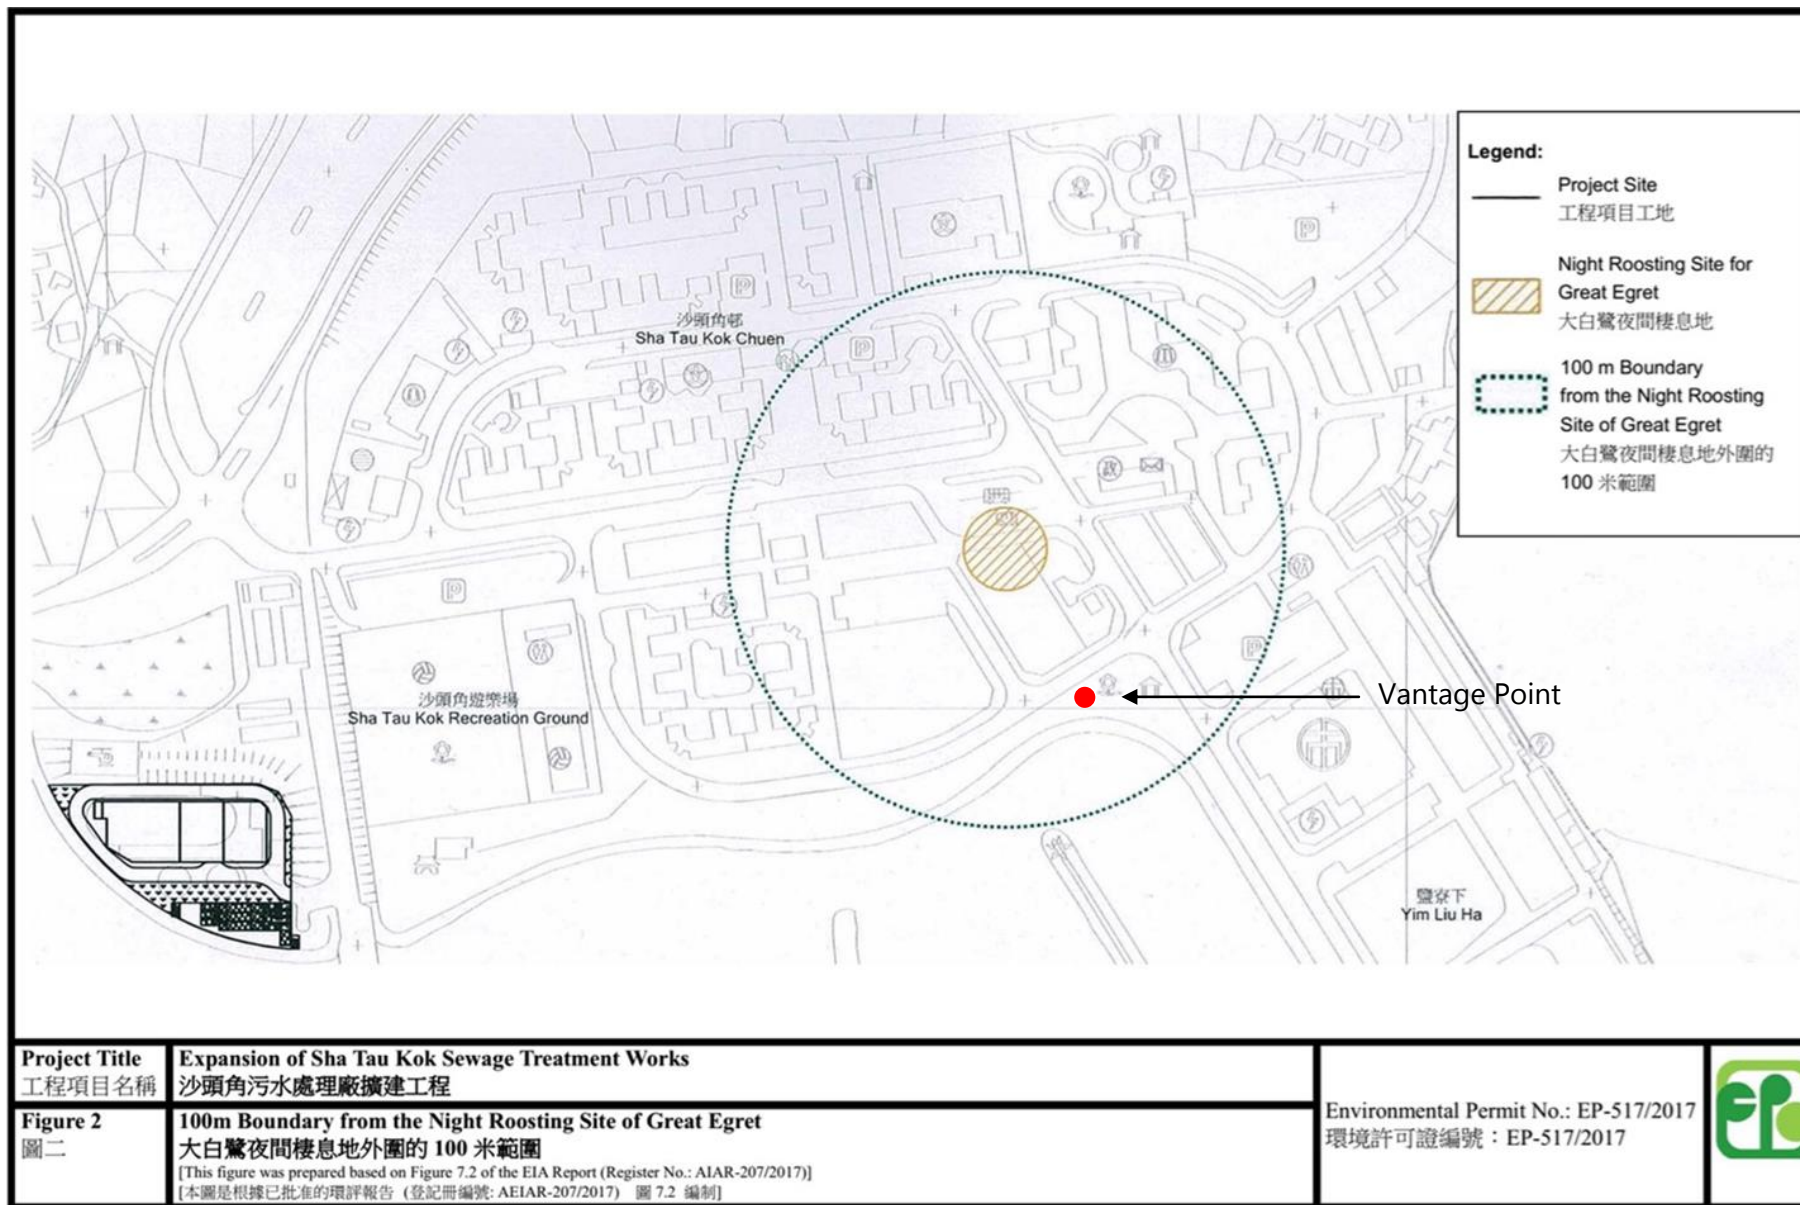 Legend:
Project Site
工程項目工地
Night Roosting Site for
Great Egret
大白鷺夜間棲息地
100 m Boundary
from the Night Roosting
Site of Great Egret
大白鷺夜間棲息地外圍的
100 米範圍
沙頭角邨
Sha Tau Kok Chuen
P
P
P
P
P
政
沙頭角遊樂場
Sha Tau Kok Recreation Ground
Vantage Point
鹽寮下
Yim Liu Ha
Project Title
工程項目名稱
Expansion of Sha Tau Kok Sewage Treatment Works
沙頭角污水處理廠擴建工程
Figure 2
圖二
100m Boundary from the Night Roosting Site of Great Egret
大白鷺夜間棲息地外圍的 100 米範圍
[This figure was prepared based on Figure 7.2 of the EIA Report (Register No.: AIAR-207/2017)]
[本圖是根據已批准的環評報告 (登記冊編號: AEIAR-207/2017) 圖 7.2 編制]
Environmental Permit No.: EP-517/2017
環境許可證編號：EP-517/2017